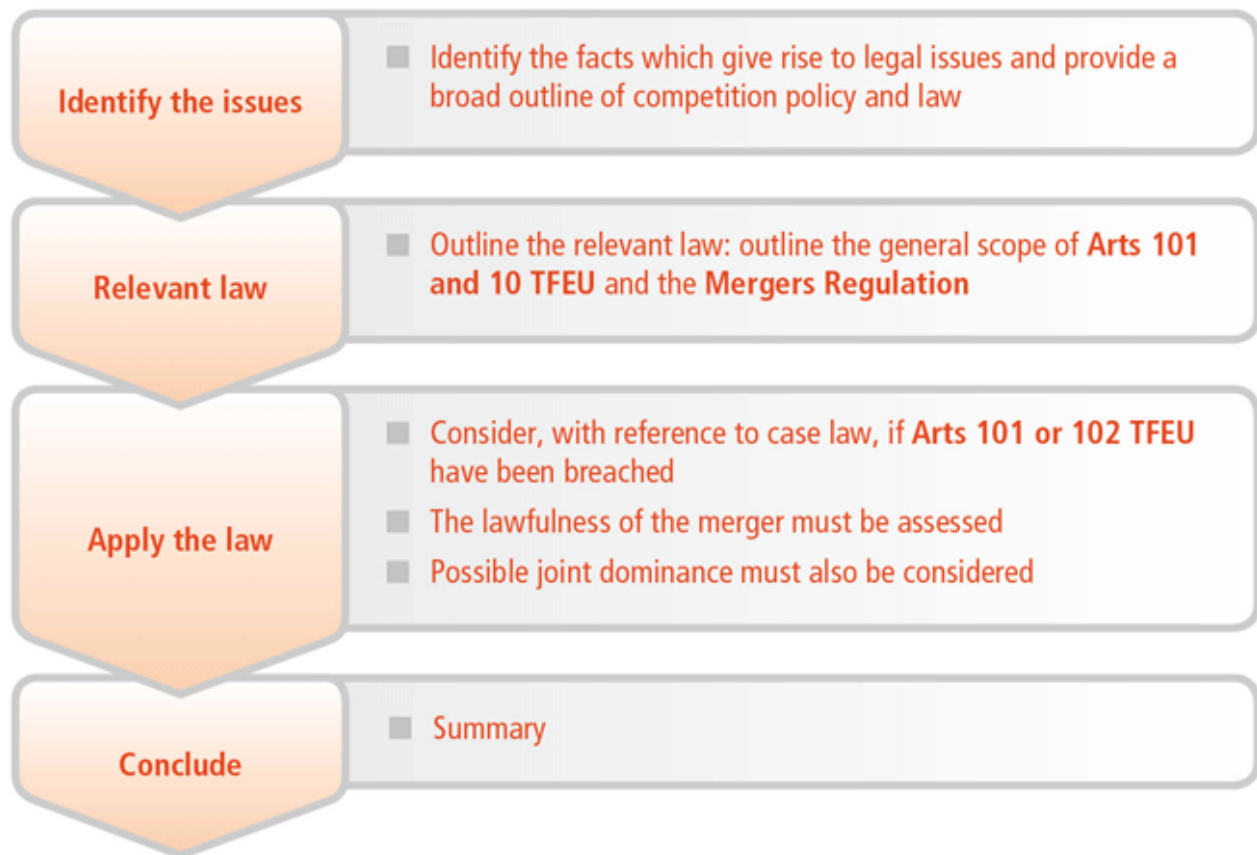 Identify the issues
■ Identify the facts which give rise to legal issues and provide a
broad outline of competition policy and law
Relevant law
■ Outline the relevant law: outline the general scope of Arts 101
and 10 TFEU and the Mergers Regulation
Apply the law
■ Consider, with reference to case law, if Arts 101 or 102 TFEU
have been breached
■ The lawfulness of the merger must be assessed
■ Possible joint dominance must also be considered
Conclude
■ Summary